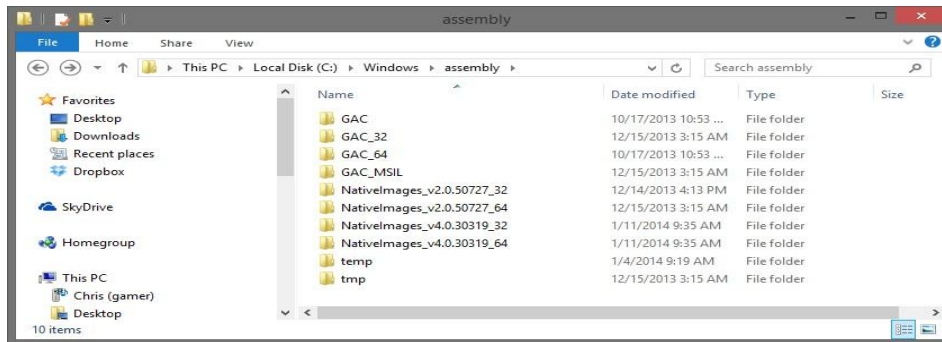 assembly
File Home Share View
This PC Local Disk (C:) Windows assembly Search assembly
Name Date modified Type Size
Favorites
Desktop
Downloads
Recent places
Dropbox
SkyDrive
Homegroup
This PC
Chris (gamer)
Desktop
GAC 10/17/2013 10:53 ... File folder
GAC_32 12/15/2013 3:15 AM File folder
GAC_64 10/17/2013 10:53 ... File folder
GAC_MSIL 12/15/2013 3:15 AM File folder
NativeImages_v2.0.50727_32 12/14/2013 4:13 PM File folder
NativeImages_v2.0.50727_64 12/15/2013 3:15 AM File folder
NativeImages_v4.0.30319_32 1/11/2014 9:35 AM File folder
NativeImages_v4.0.30319_64 1/11/2014 9:35 AM File folder
temp 1/4/2014 9:19 AM File folder
tmp 12/15/2013 3:15 AM File folder
10 items